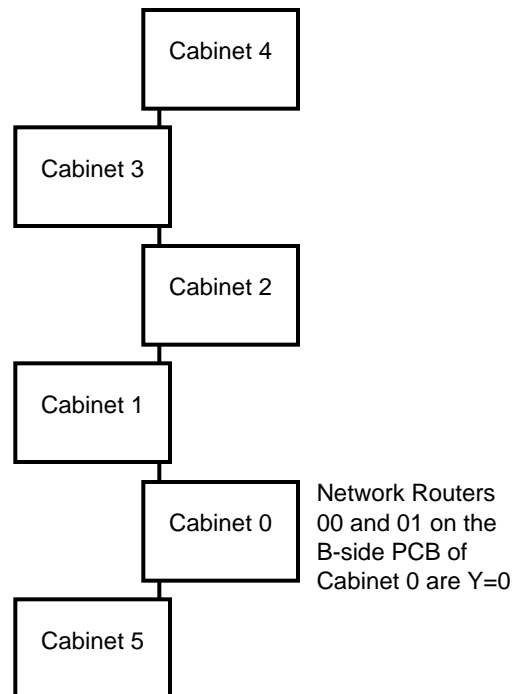 Cabinet 4
Cabinet 3
Cabinet 2
Cabinet 1
Cabinet 0
Network Routers
00 and 01 on the
B-side PCB of
Cabinet 0 are Y=0
Cabinet 5